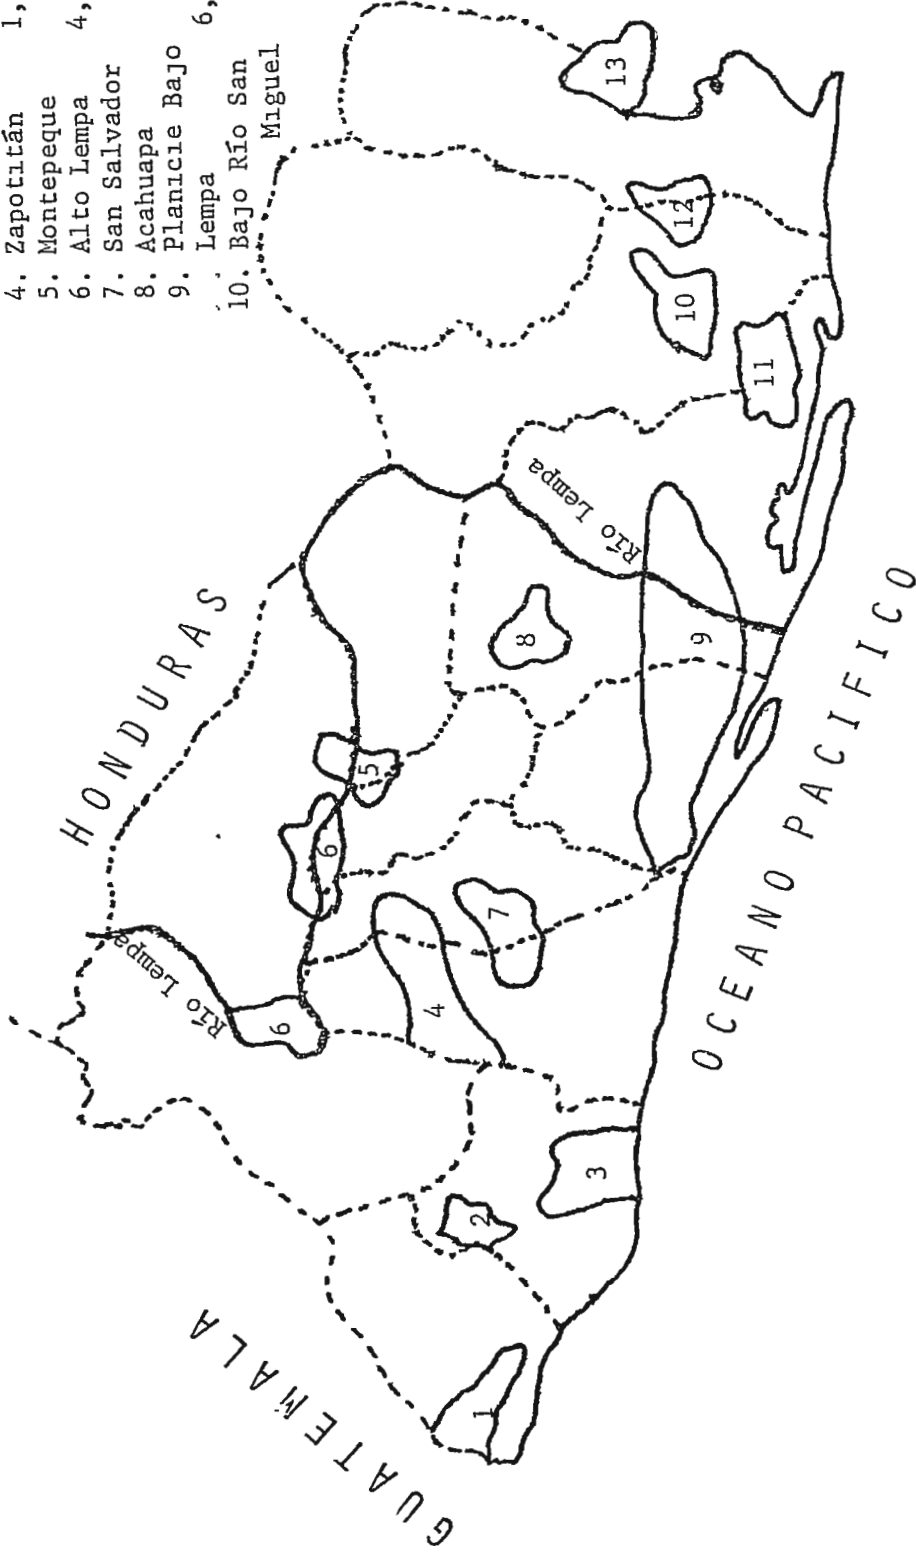 4. Zapotitán 1,
5. Montepeque
6. Alto Lempa 4,
7. San Salvador
8. Acahuapa
9. Planicie Bajo
Lempa 6,
10. Bajo Río San
Miguel
HONDURAS
GUATEMALA
OCEANO PACIFICO
Río Lempa
Río Lempa
1
2
3
4
5
6
6
7
8
9
10
11
12
13